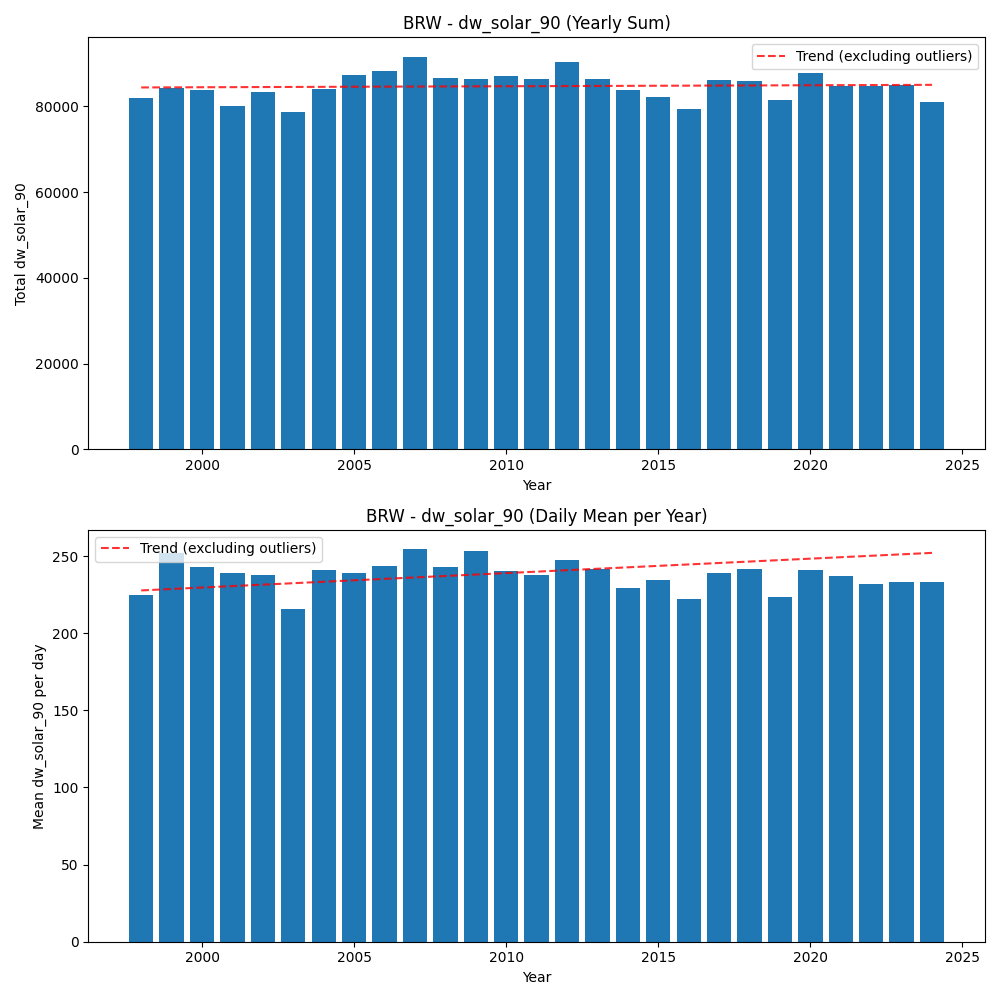 BRW - dw_solar_90 (Yearly Sum)
Trend (excluding outliers)
Total dw_solar_90
80000
60000
40000
20000
0
2000 2005 2010 2015 2020 2025
Year
BRW - dw_solar_90 (Daily Mean per Year)
Trend (excluding outliers)
Mean dw_solar_90 per day
250
200
150
100
50
0
2000 2005 2010 2015 2020 2025
Year